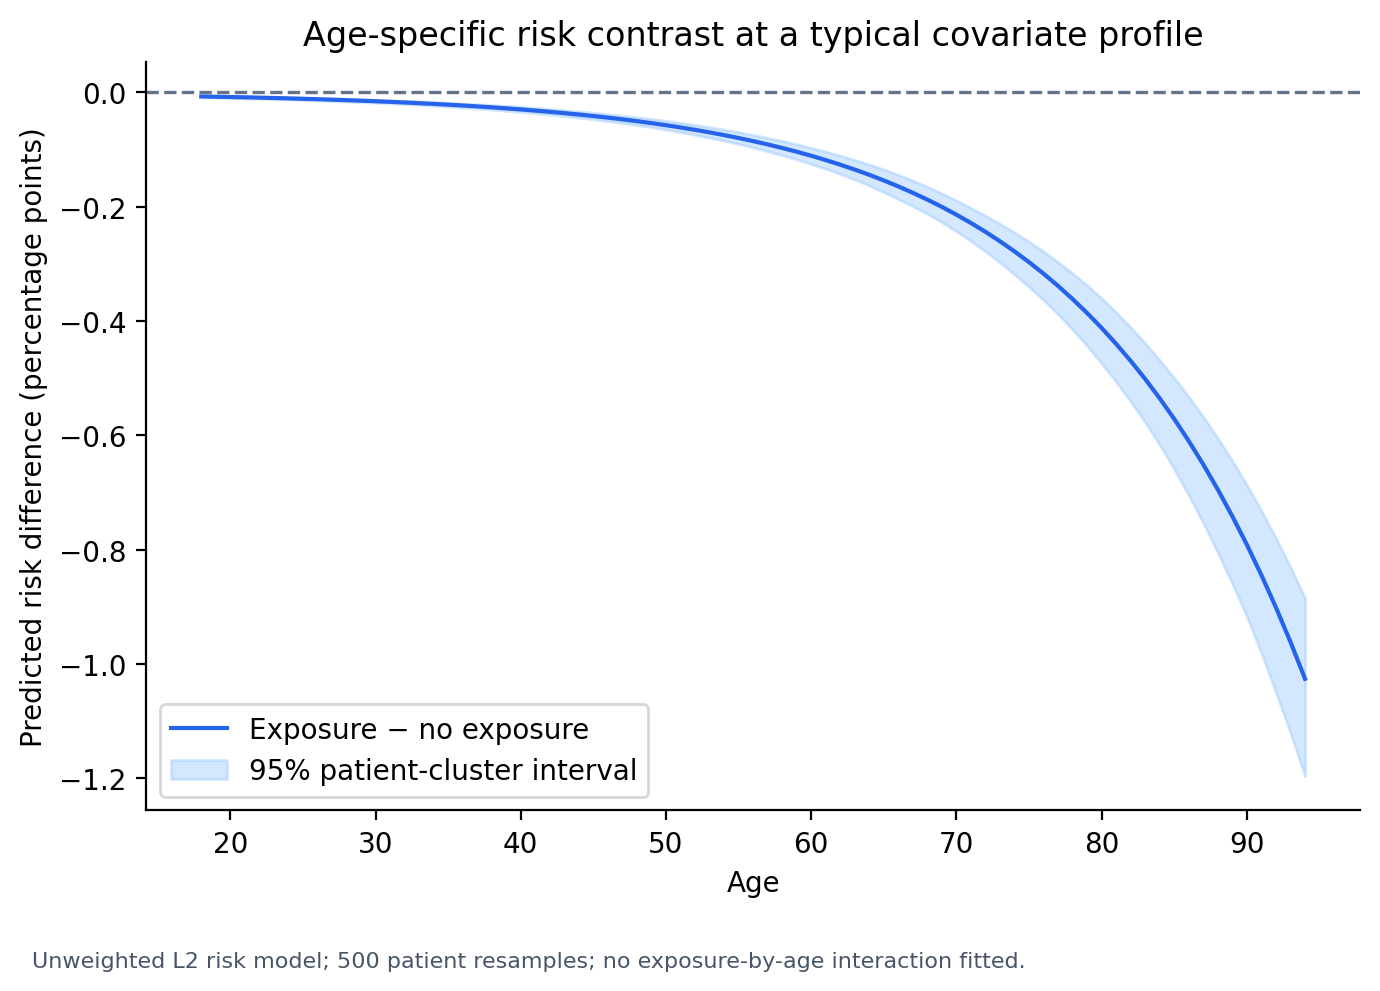 Age-specific risk contrast at a typical covariate profile
Predicted risk difference (percentage points)
0.0
−0.2
−0.4
−0.6
−0.8
−1.0
−1.2
Exposure − no exposure
95% patient-cluster interval
20 30 40 50 60 70 80 90
Age
Unweighted L2 risk model; 500 patient resamples; no exposure-by-age interaction fitted.